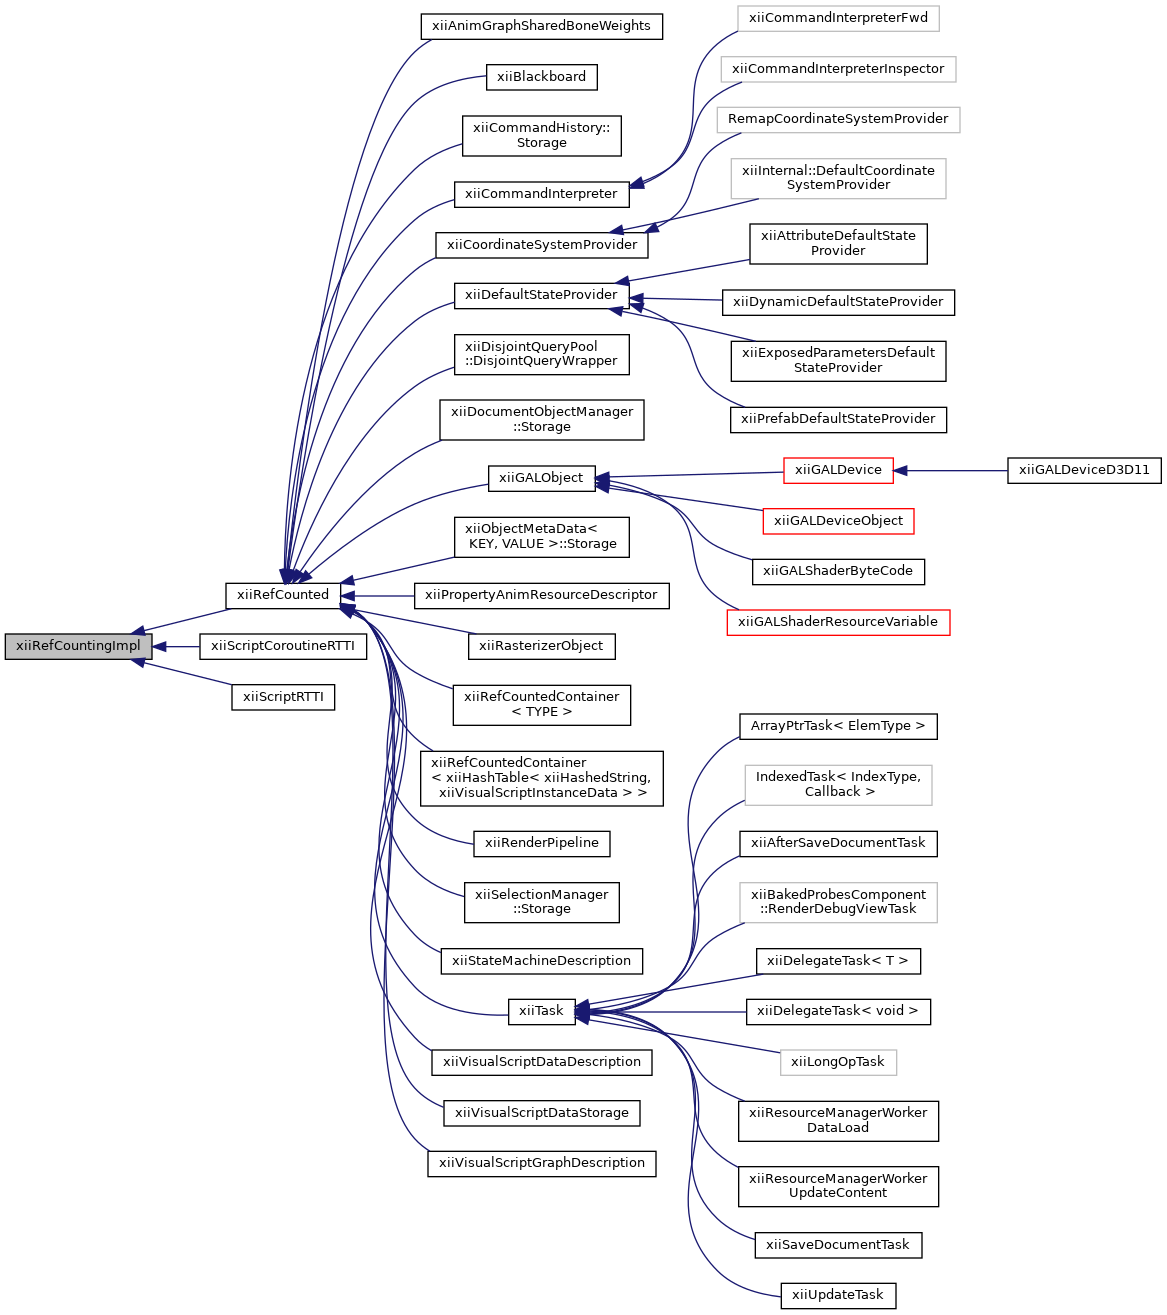 xiiRefCountingImpl
xiiRefCounted
xiiScriptCoroutineRTTI
xiiScriptRTTI
xiiAnimGraphSharedBoneWeights
xiiBlackboard
xiiCommandHistory::
Storage
xiiCommandInterpreter
xiiCoordinateSystemProvider
xiiDefaultStateProvider
xiiDisjointQueryPool
::DisjointQueryWrapper
xiiDocumentObjectManager
::Storage
xiiGALObject
xiiObjectMetaData<
KEY, VALUE >::Storage
xiiPropertyAnimResourceDescriptor
xiiRasterizerObject
xiiRefCountedContainer
< TYPE >
xiiRefCountedContainer
< xiiHashTable< xiiHashedString,
xiiVisualScriptInstanceData > >
xiiRenderPipeline
xiiSelectionManager
::Storage
xiiStateMachineDescription
xiiTask
xiiVisualScriptDataDescription
xiiVisualScriptDataStorage
xiiVisualScriptGraphDescription
xiiCommandInterpreterFwd
xiiCommandInterpreterInspector
RemapCoordinateSystemProvider
xiiInternal::DefaultCoordinate
SystemProvider
xiiAttributeDefaultState
Provider
xiiDynamicDefaultStateProvider
xiiExposedParametersDefault
StateProvider
xiiPrefabDefaultStateProvider
xiiGALDevice
xiiGALDeviceD3D11
xiiGALDeviceObject
xiiGALShaderByteCode
xiiGALShaderResourceVariable
ArrayPtrTask< ElemType >
IndexedTask< IndexType,
Callback >
xiiAfterSaveDocumentTask
xiiBakedProbesComponent
::RenderDebugViewTask
xiiDelegateTask< T >
xiiDelegateTask< void >
xiiLongOpTask
xiiResourceManagerWorker
DataLoad
xiiResourceManagerWorker
UpdateContent
xiiSaveDocumentTask
xiiUpdateTask